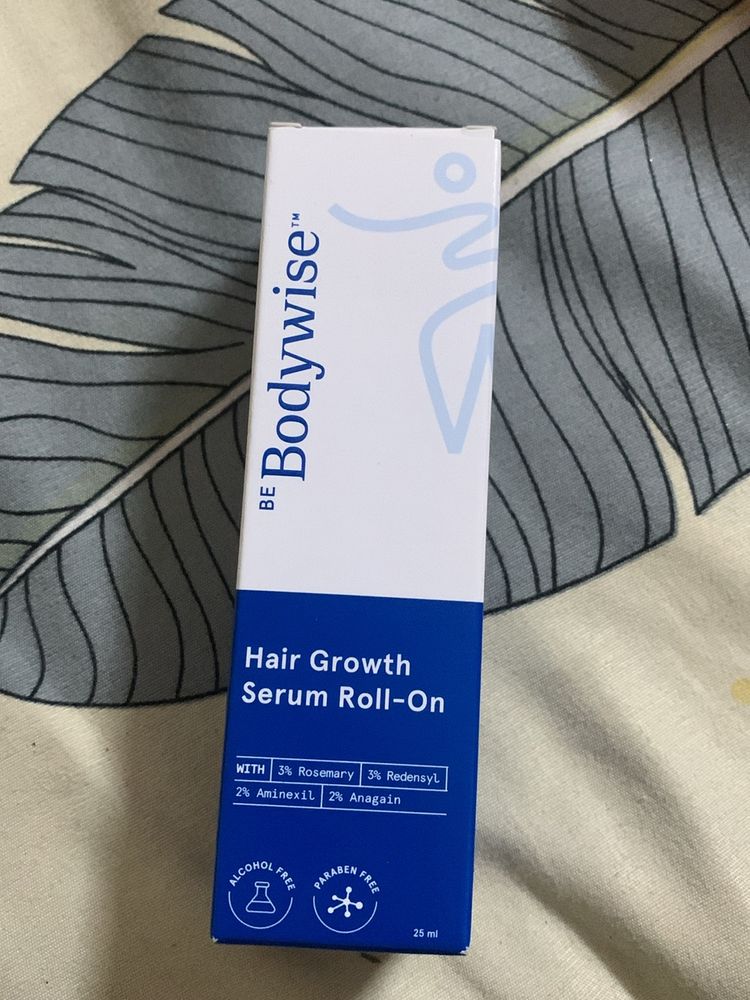 BE Bodywise™
Hair Growth
Serum Roll-On
WITH 3% Rosemary 3% Redensyl
2% Aminexil 2% Anagain
ALCOHOL FREE
PARABEN FREE
25 ml